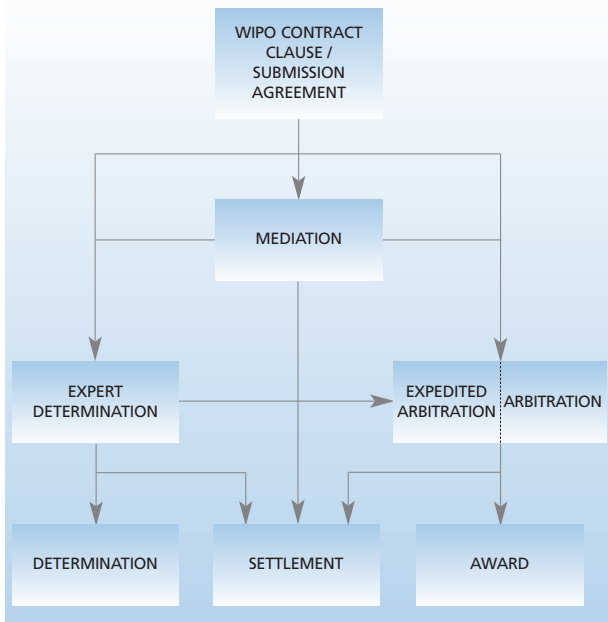 WIPO CONTRACT
CLAUSE /
SUBMISSION
AGREEMENT
MEDIATION
EXPERT
DETERMINATION
EXPEDITED
ARBITRATION
ARBITRATION
DETERMINATION
SETTLEMENT
AWARD